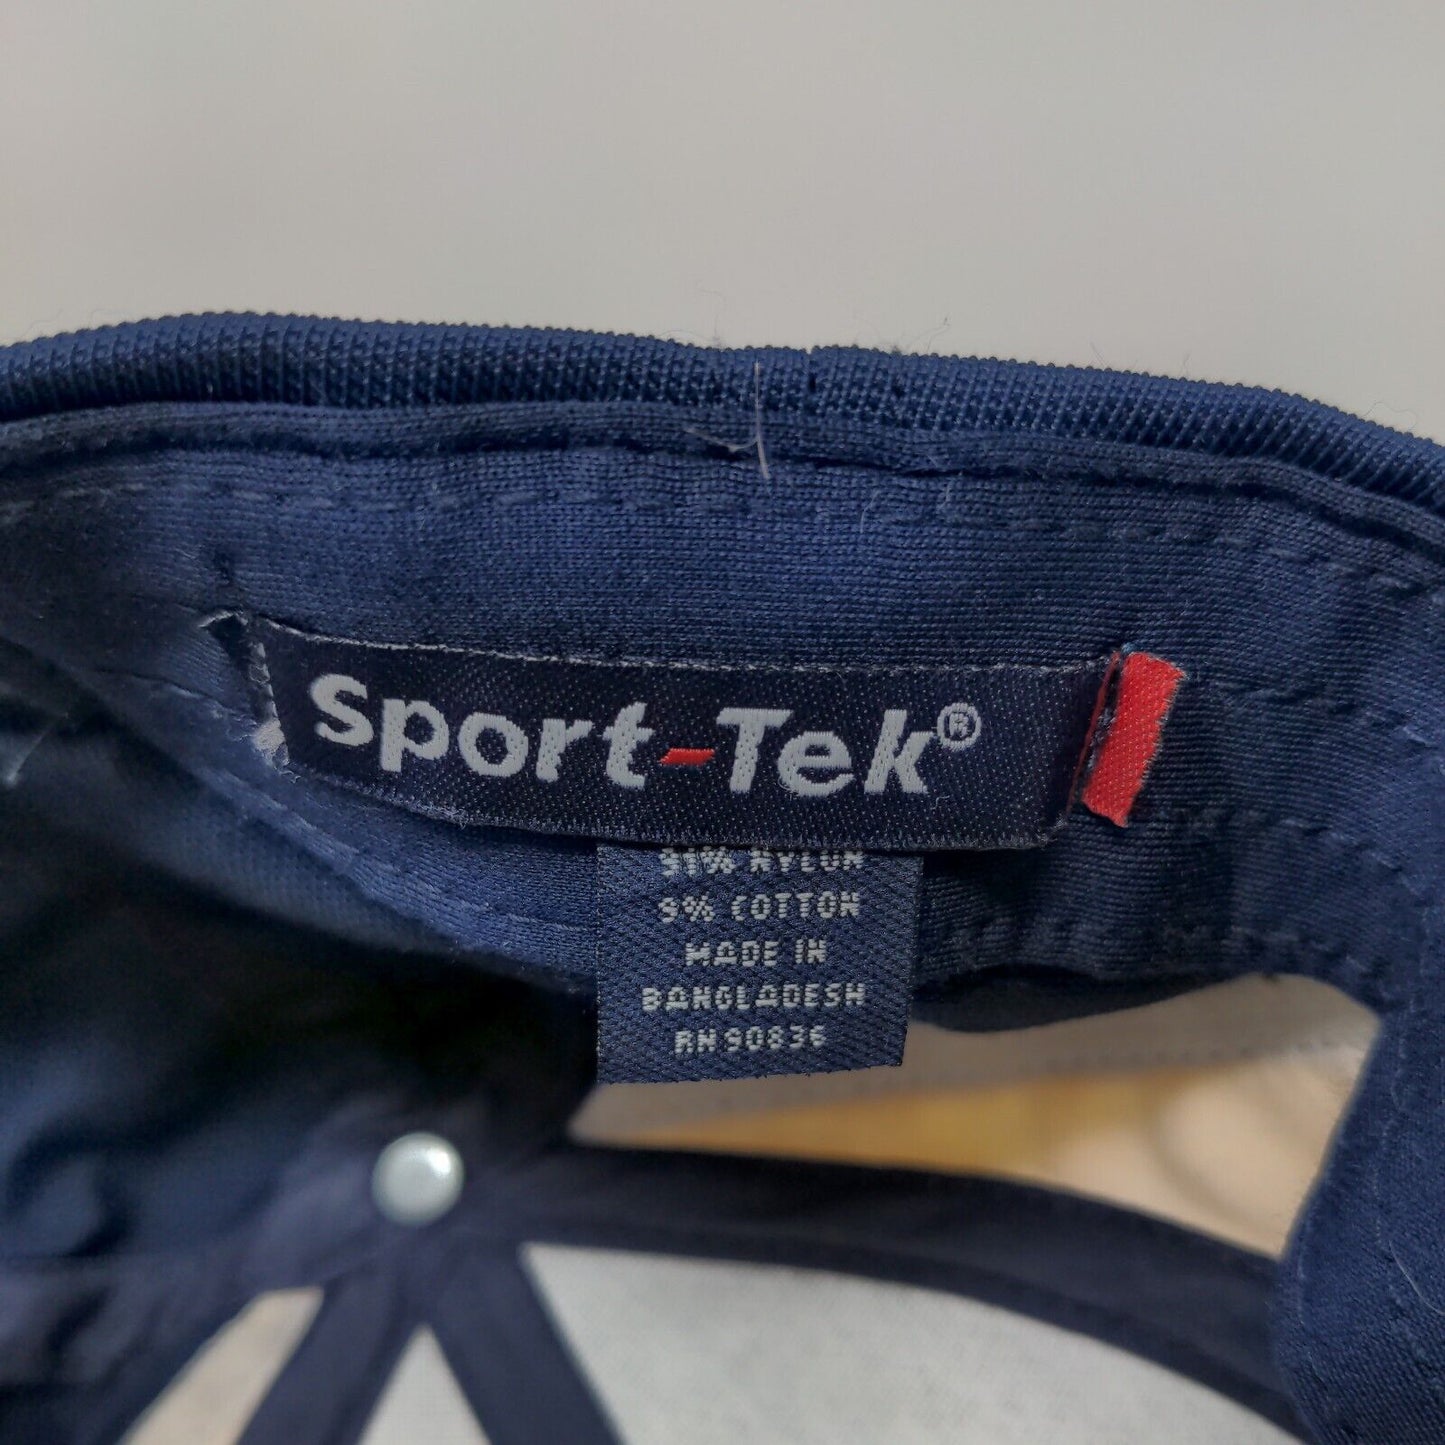 Sport-Tek®
91% NYLON
9% COTTON
MADE IN
BANGLADESH
RN 90836